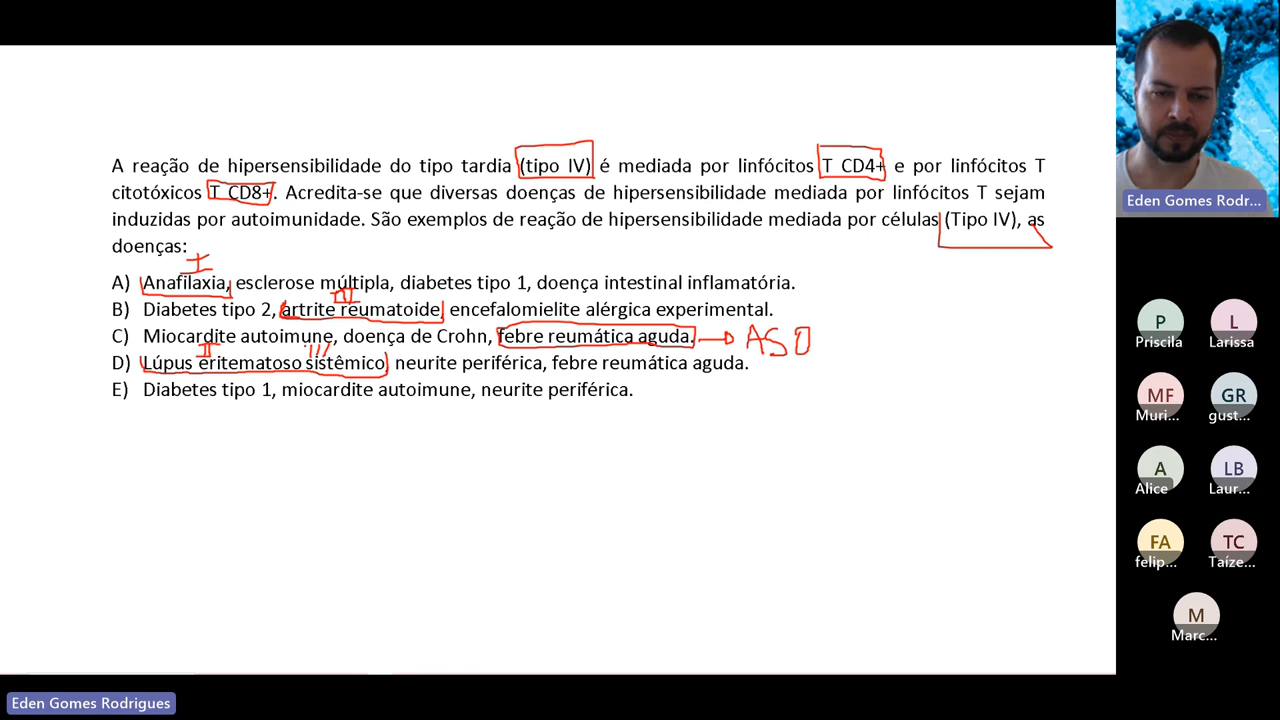 A reação de hipersensibilidade do tipo tardia (tipo IV) é mediada por linfócitos T CD4+ e por linfócitos T
citotóxicos T CD8+. Acredita-se que diversas doenças de hipersensibilidade mediada por linfócitos T sejam
induzidas por autoimunidade. São exemplos de reação de hipersensibilidade mediada por células (Tipo IV), as
doenças:
I
A) Anafilaxia, esclerose múltipla, diabetes tipo 1, doença intestinal inflamatória.
III
B) Diabetes tipo 2, artrite reumatoide, encefalomielite alérgica experimental.
C) Miocardite autoimune, doença de Crohn, febre reumática aguda. ASO
II III
D) Lúpus eritematoso sistêmico, neurite periférica, febre reumática aguda.
E) Diabetes tipo 1, miocardite autoimune, neurite periférica.
Eden Gomes Rodrigues
Eden Gomes Rodr...
P
Priscila
L
Larissa
MF
Muri...
GR
gust...
A
Alice
LB
Laur...
FA
felip...
TC
Taíze...
M
Marc...